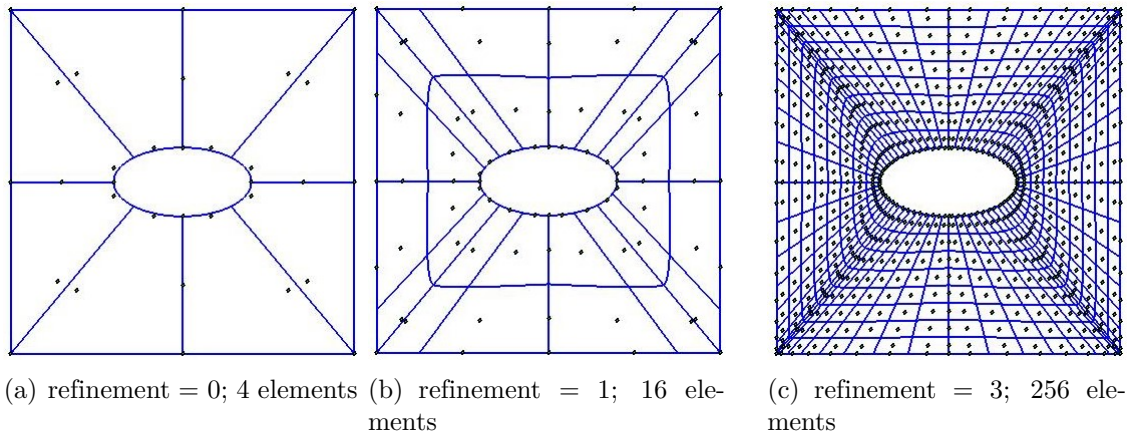 (a) refinement = 0; 4 elements
(b) refinement = 1; 16 ele-
ments
(c) refinement = 3; 256 ele-
ments